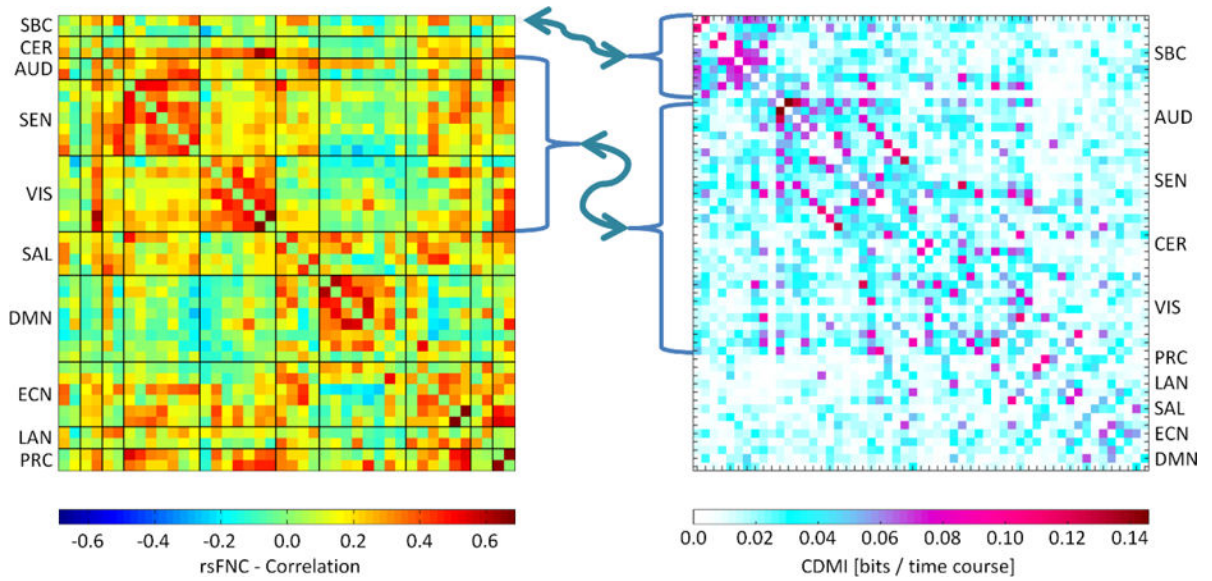 SBC
CER
AUD
SEN
VIS
SAL
DMN
ECN
LAN
PRC
-0.6 -0.4 -0.2 0.0 0.2 0.4 0.6
rsFNC - Correlation
SBC
AUD
SEN
CER
VIS
PRC
LAN
SAL
ECN
DMN
0.0 0.02 0.04 0.06 0.08 0.10 0.12 0.14
CDMI [bits / time course]